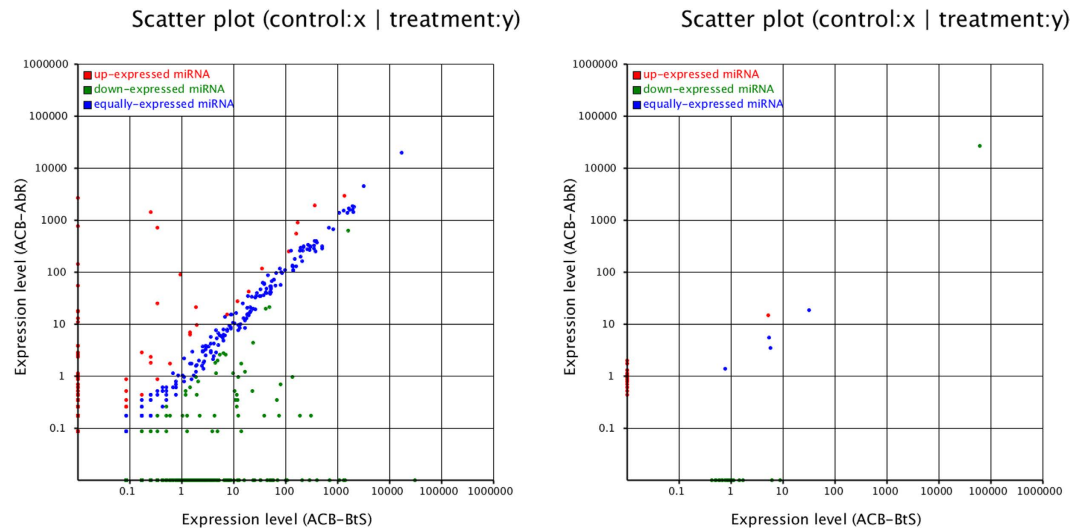 Scatter plot (control:x | treatment:y)
1000000
100000
10000
1000
100
10
1
0.1
up-expressed miRNA
down-expressed miRNA
equally-expressed miRNA
Expression level (ACB-AbR)
0.1
1
10
100
1000
10000
100000
1000000
Expression level (ACB-BtS)
Scatter plot (control:x | treatment:y)
1000000
100000
10000
1000
100
10
1
0.1
up-expressed miRNA
down-expressed miRNA
equally-expressed miRNA
Expression level (ACB-AbR)
0.1
1
10
100
1000
10000
100000
1000000
Expression level (ACB-BtS)